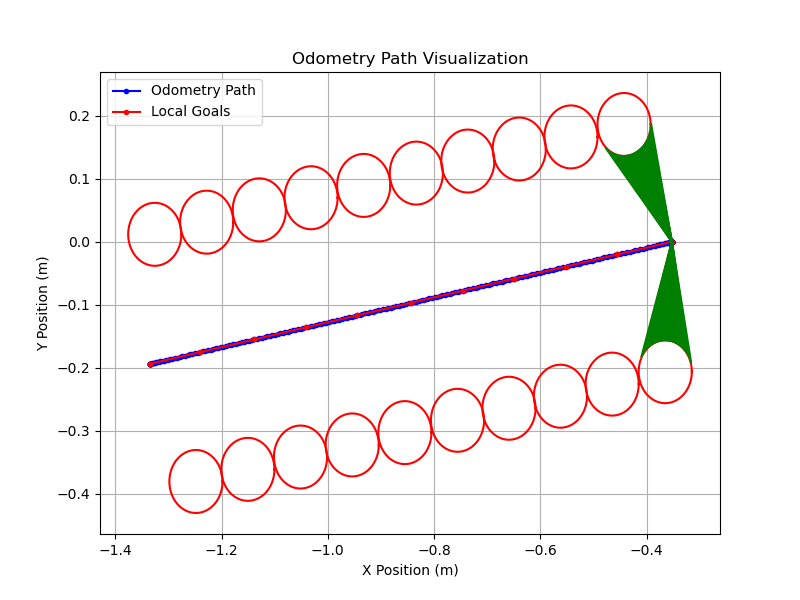 Odometry Path Visualization
Odometry Path
Local Goals
Y Position (m)
0.2
0.1
0.0
−0.1
−0.2
−0.3
−0.4
−1.4
−1.2
−1.0
−0.8
−0.6
−0.4
X Position (m)